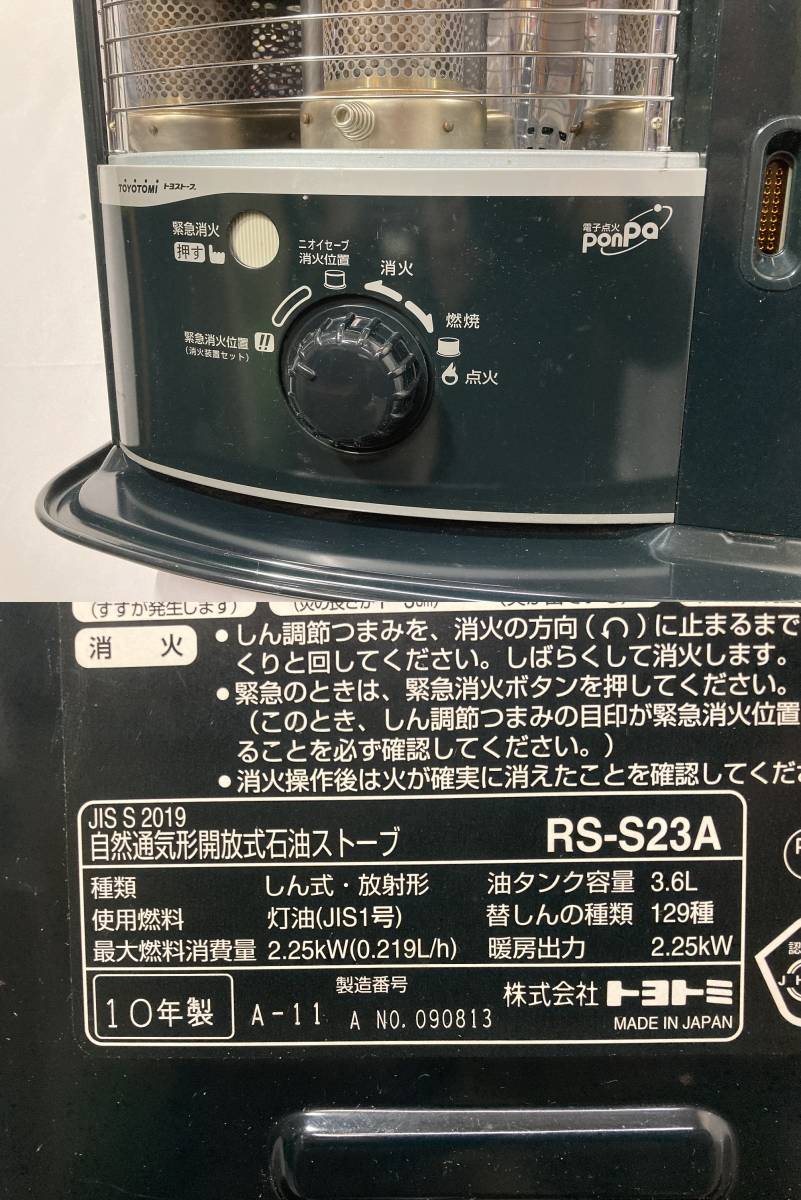 TOYOTOMI トヨストーブ
緊急消火
押す
ニオイセーブ
消火位置
消火
電子点火
PonPa
燃焼
緊急消火位置 !!
(消火装置セット)
点火
(すすが発生します)
消 火
●しん調節つまみを、消火の方向( )に止まるまで
くりと回してください。しばらくして消火します。
●緊急のときは、緊急消火ボタンを押してください。
(このとき、しん調節つまみの目印が緊急消火位置
ることを必ず確認してください。)
●消火操作後は火が確実に消えたことを確認してくださ
JIS S 2019
自然通気形開放式石油ストーブ RS-S23A
種類 しん式・放射形 油タンク容量 3.6L
使用燃料 灯油(JIS1号) 替しんの種類 129種
最大燃料消費量 2.25kW(0.219L/h) 暖房出力 2.25kW
製造番号
10年製 A-11 A NO. 090813 株式会社トヨトミ
MADE IN JAPAN